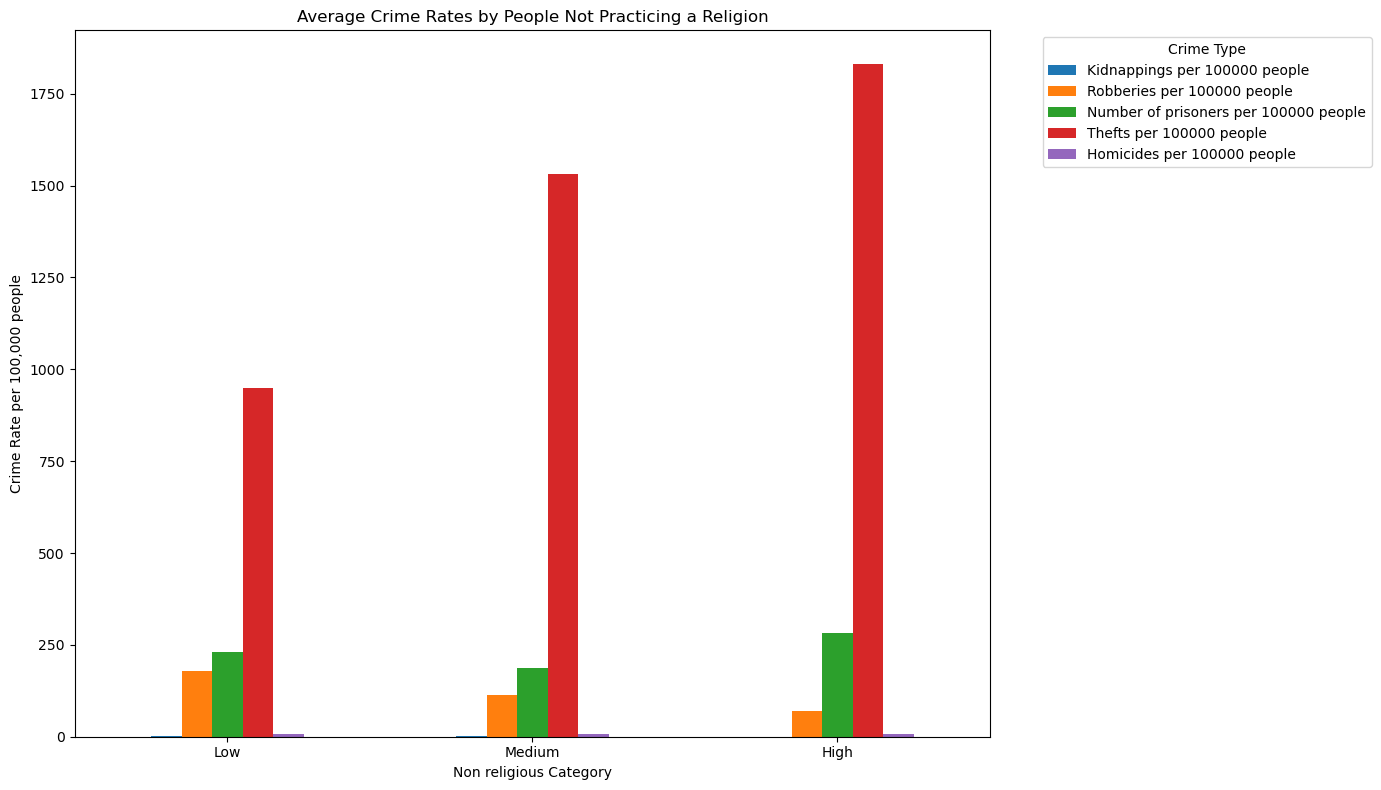 Average Crime Rates by People Not Practicing a Religion
Crime Type
Kidnappings per 100000 people
Robberies per 100000 people
Number of prisoners per 100000 people
Thefts per 100000 people
Homicides per 100000 people
Crime Rate per 100,000 people
1750
1500
1250
1000
750
500
250
0
Low
Medium
High
Non religious Category